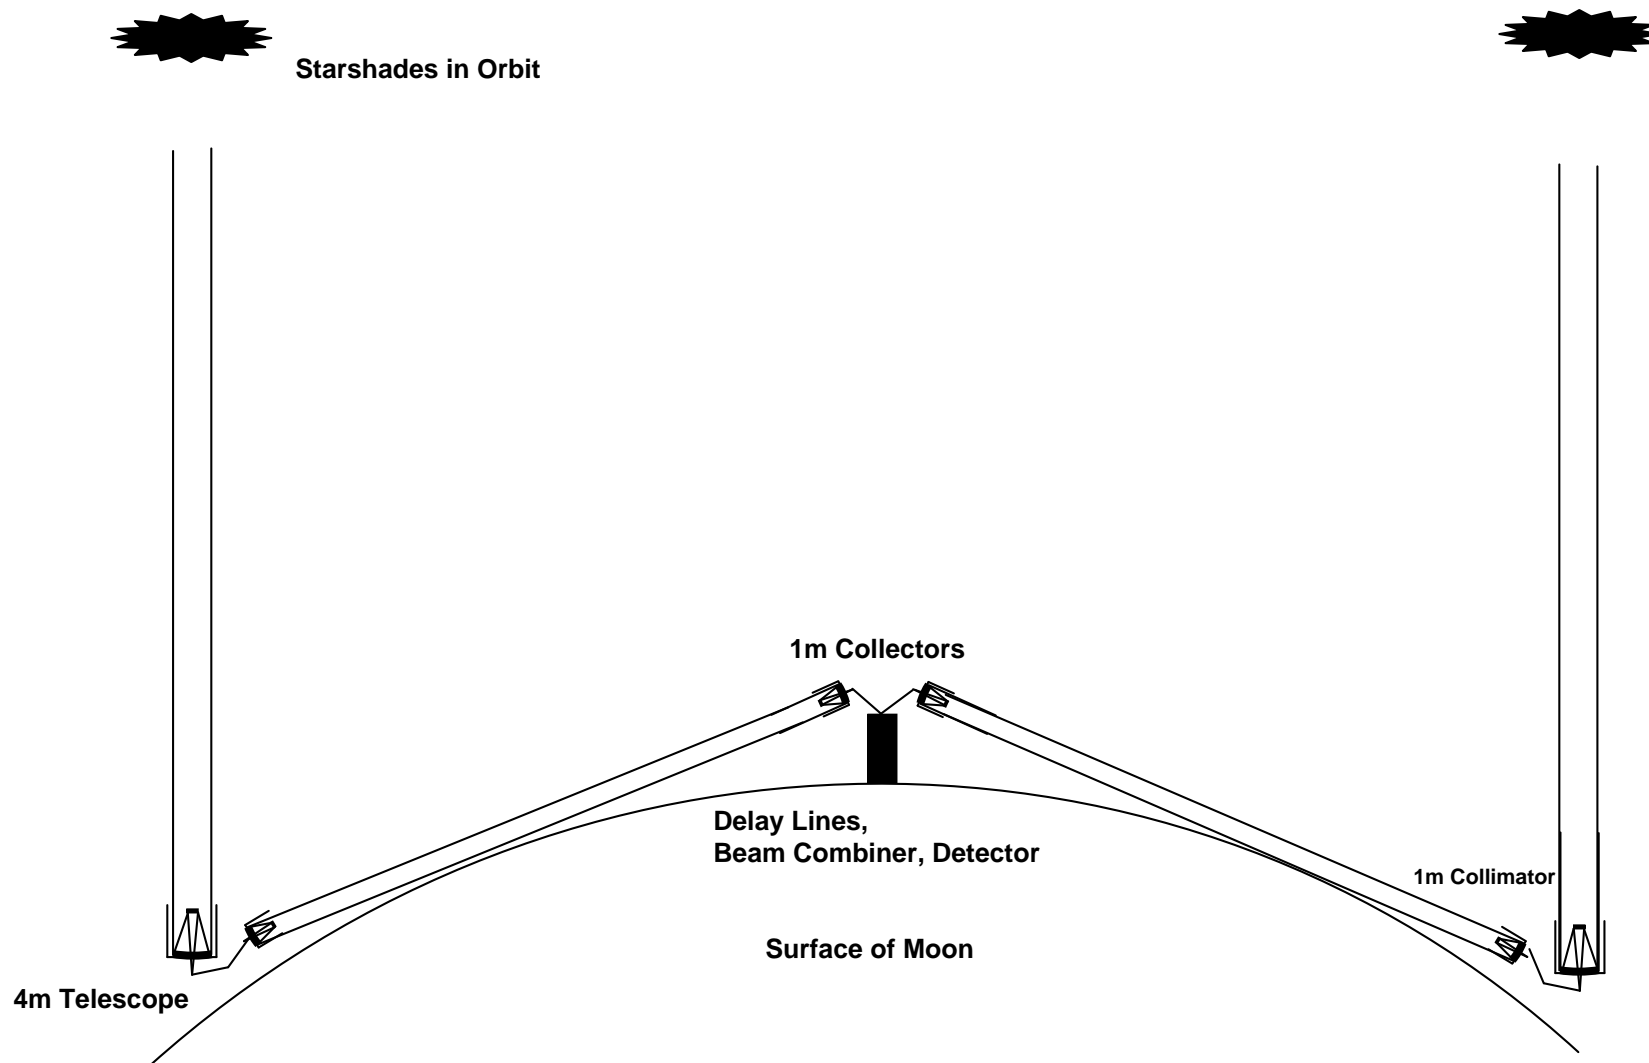 Starshades in Orbit
1m Collectors
Delay Lines,
Beam Combiner, Detector
1m Collimator
Surface of Moon
4m Telescope